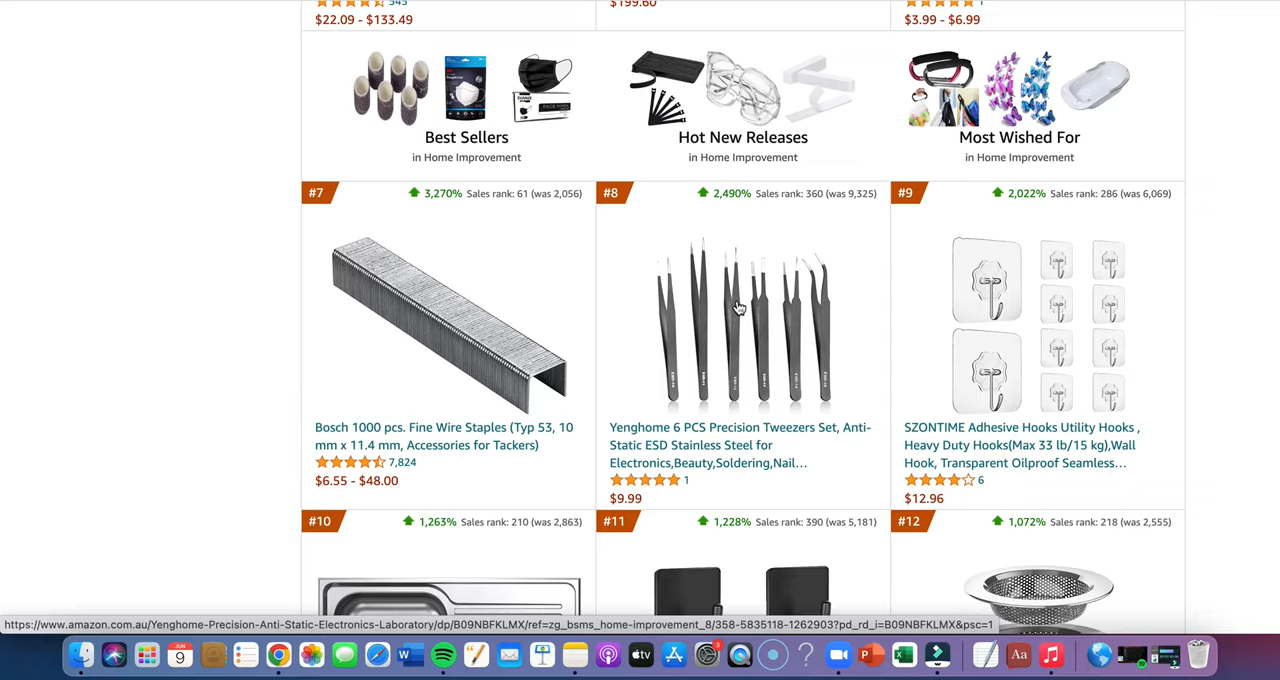 545
1
$22.09 - $133.49
$199.60
$3.99 - $6.99
Best Sellers
in Home Improvement
Hot New Releases
in Home Improvement
Most Wished For
in Home Improvement
#7
3,270% Sales rank: 61 (was 2,056)
#8
2,490% Sales rank: 360 (was 9,325)
#9
2,022% Sales rank: 286 (was 6,069)
Bosch 1000 pcs. Fine Wire Staples (Typ 53, 10
mm x 11.4 mm, Accessories for Tackers)
7,824
$6.55 - $48.00
Yenghome 6 PCS Precision Tweezers Set, Anti-
Static ESD Stainless Steel for
Electronics,Beauty,Soldering,Nail...
1
$9.99
SZONTIME Adhesive Hooks Utility Hooks ,
Heavy Duty Hooks(Max 33 lb/15 kg),Wall
Hook, Transparent Oilproof Seamless...
6
$12.96
#10
1,263% Sales rank: 210 (was 2,863)
#11
1,228% Sales rank: 390 (was 5,181)
#12
1,072% Sales rank: 218 (was 2,555)
https://www.amazon.com.au/Yenghome-Precision-Anti-Static-Electronics-Laboratory/dp/B09NBFKLMX/ref=zg_bsms_home-improvement_8/358-5835118-1262903?pd_rd_i=B09NBFKLMX&psc=1
JUN
9
3
tv
W
P
X
Aa